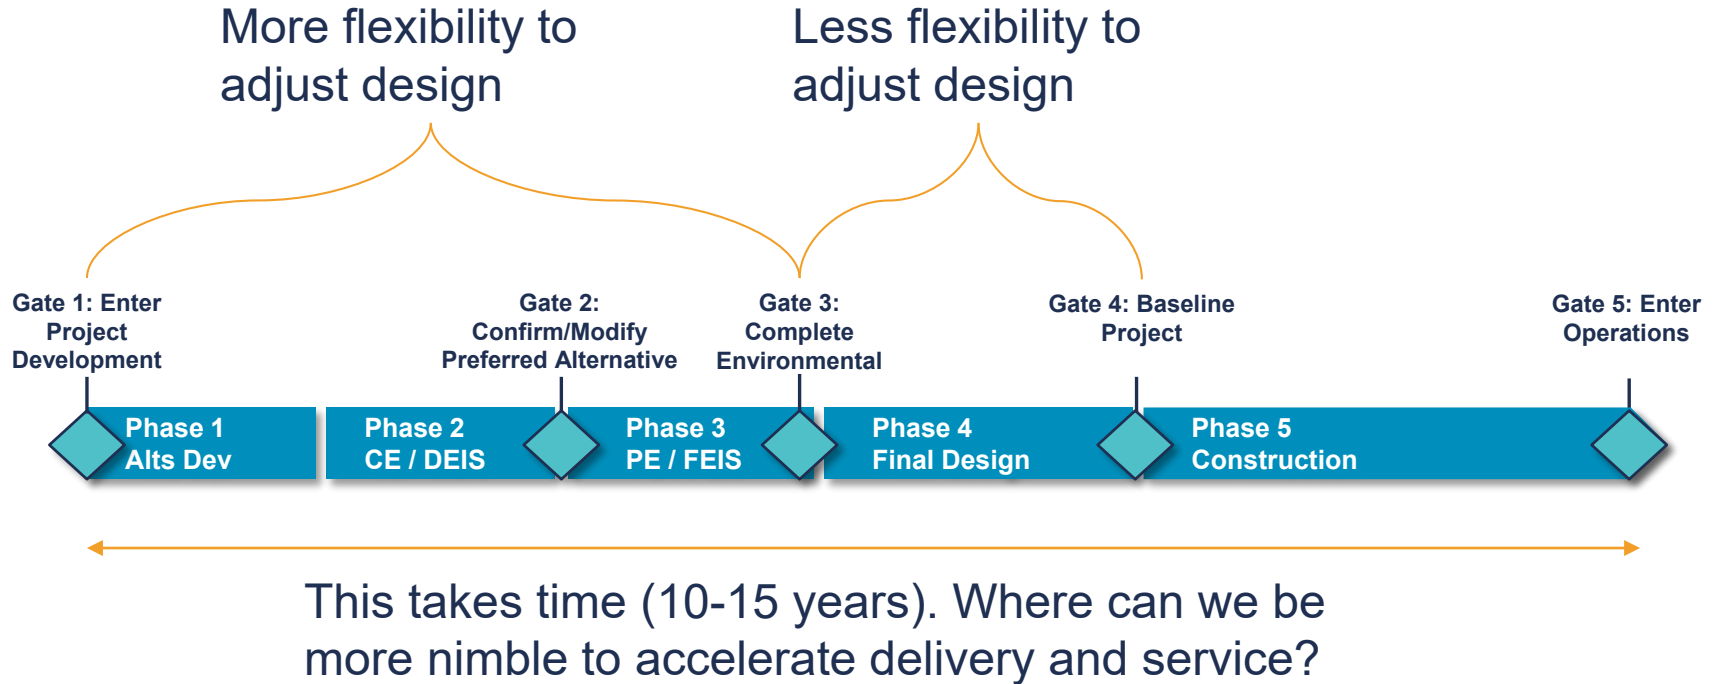 More flexibility to
adjust design
Less flexibility to
adjust design
Gate 1: Enter
Project
Development
Gate 2:
Confirm/Modify
Preferred Alternative
Gate 3:
Complete
Environmental
Gate 4: Baseline
Project
Gate 5: Enter
Operations
Phase 1
Alts Dev
Phase 2
CE / DEIS
Phase 3
PE / FEIS
Phase 4
Final Design
Phase 5
Construction
This takes time (10-15 years). Where can we be
more nimble to accelerate delivery and service?